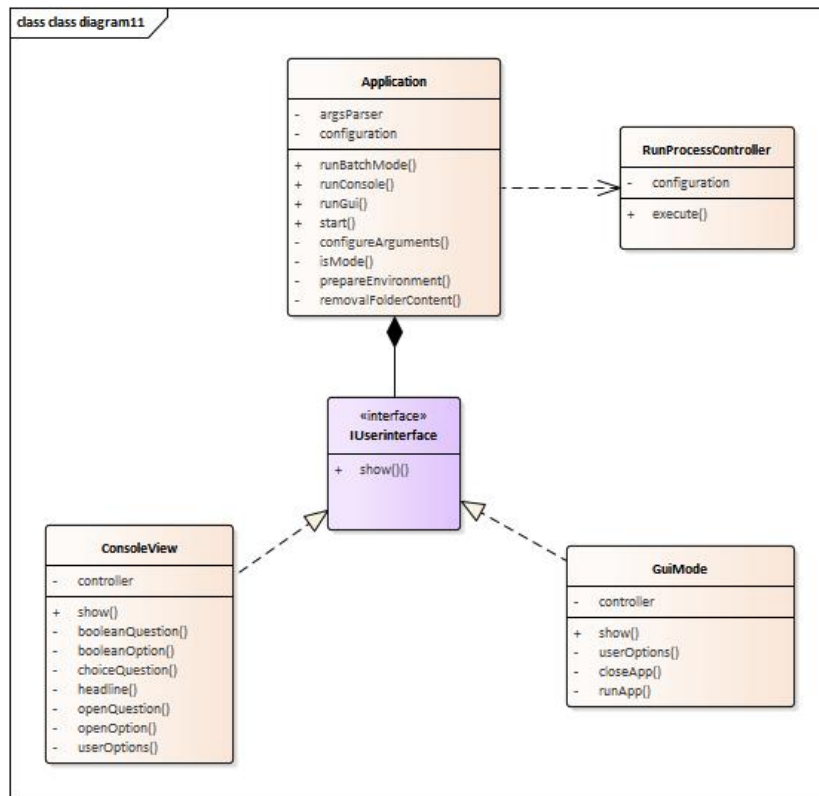 class class diagram11
Application
- argsParser
- configuration
+ runBatchMode()
+ runConsole()
+ runGui()
+ start()
- configureArguments()
- isMode()
- prepareEnvironment()
- removalFolderContent()
RunProcessController
- configuration
+ execute()
«interface»
IUserinterface
+ show()()
ConsoleView
- controller
+ show()
- booleanQuestion()
- booleanOption()
- choiceQuestion()
- headline()
- openQuestion()
- openOption()
- userOptions()
GuiMode
- controller
+ show()
- userOptions()
- closeApp()
- runApp()